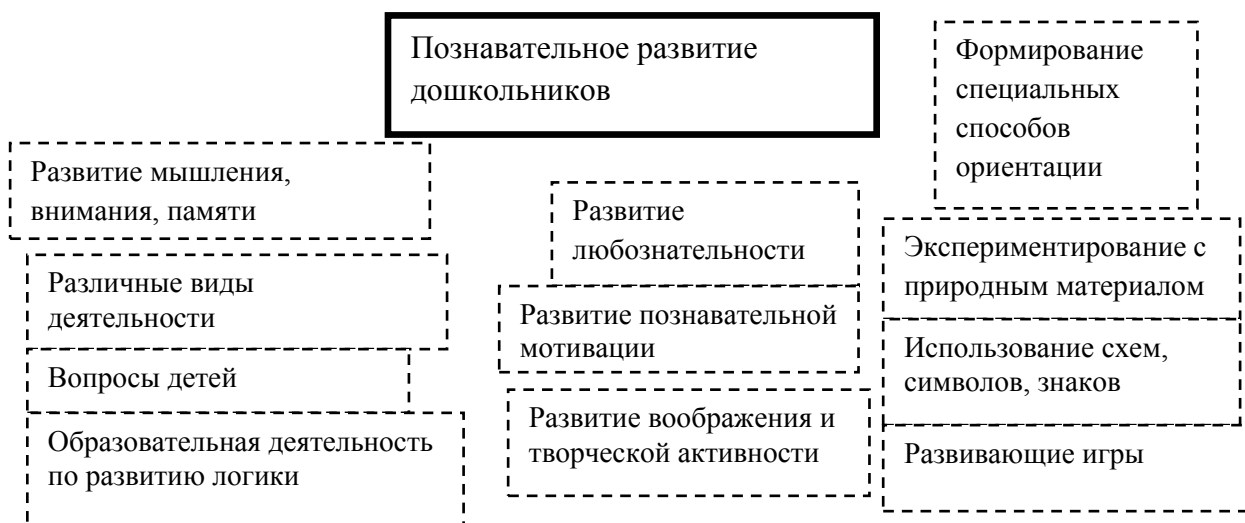 Познавательное развитие
дошкольников
Развитие мышления,
внимания, памяти
Различные виды
деятельности
Вопросы детей
Образовательная деятельность
по развитию логики
Развитие
любознательности
Развитие познавательной
мотивации
Развитие воображения и
творческой активности
Формирование
специальных
способов
ориентации
Экспериментирование с
природным материалом
Использование схем,
символов, знаков
Развивающие игры